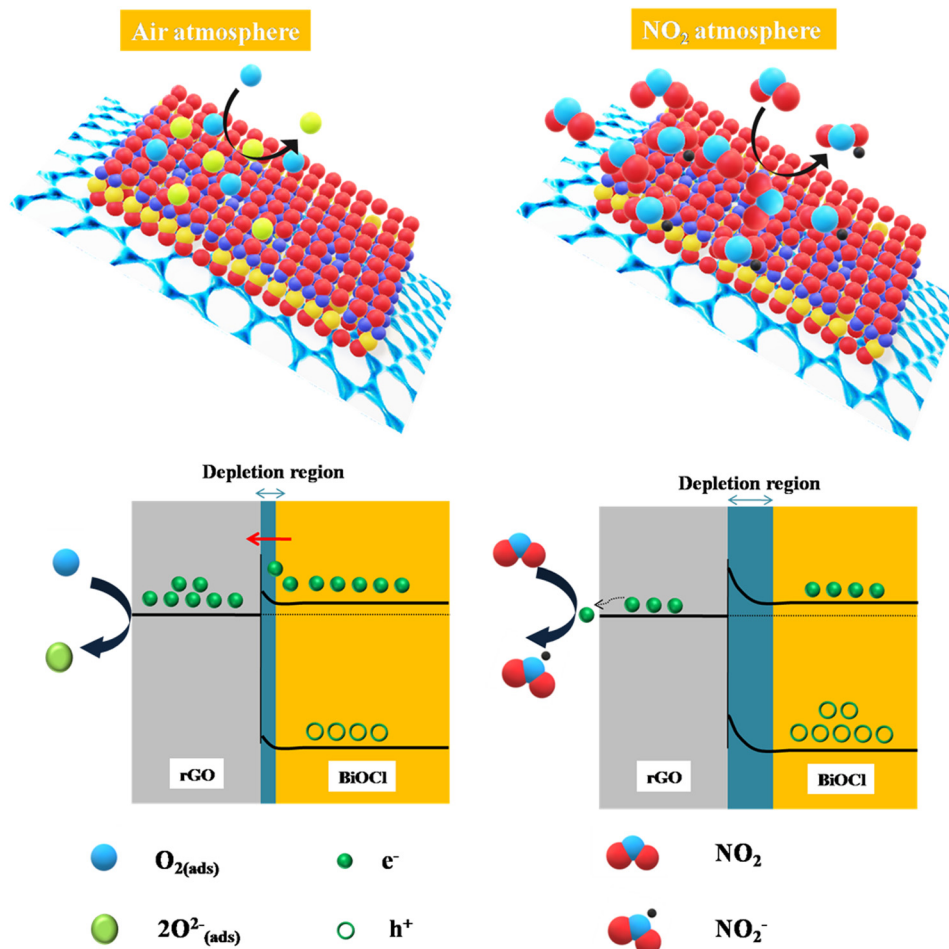 Air atmosphere
NO₂ atmosphere
Depletion region
Depletion region
rGO
BiOCl
rGO
BiOCl
O₂₍ads₎
e⁻
NO₂
2O²⁻₍ads₎
h⁺
NO₂⁻